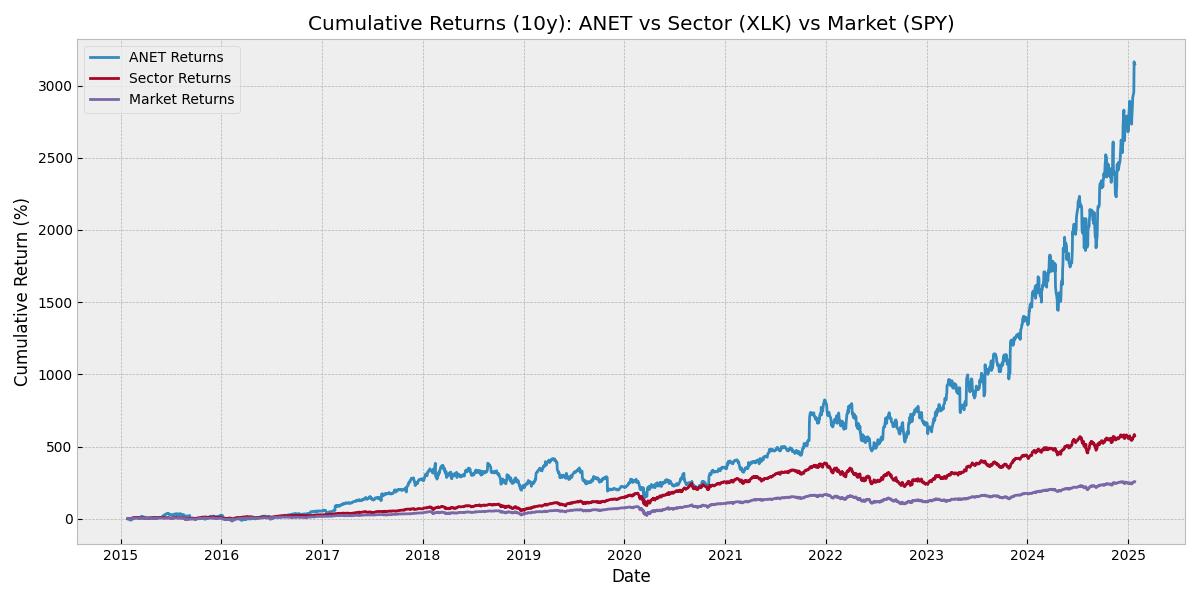 Cumulative Returns (10y): ANET vs Sector (XLK) vs Market (SPY)
ANET Returns
Sector Returns
Market Returns
Cumulative Return (%)
3000
2500
2000
1500
1000
500
0
2015 2016 2017 2018 2019 2020 2021 2022 2023 2024 2025
Date